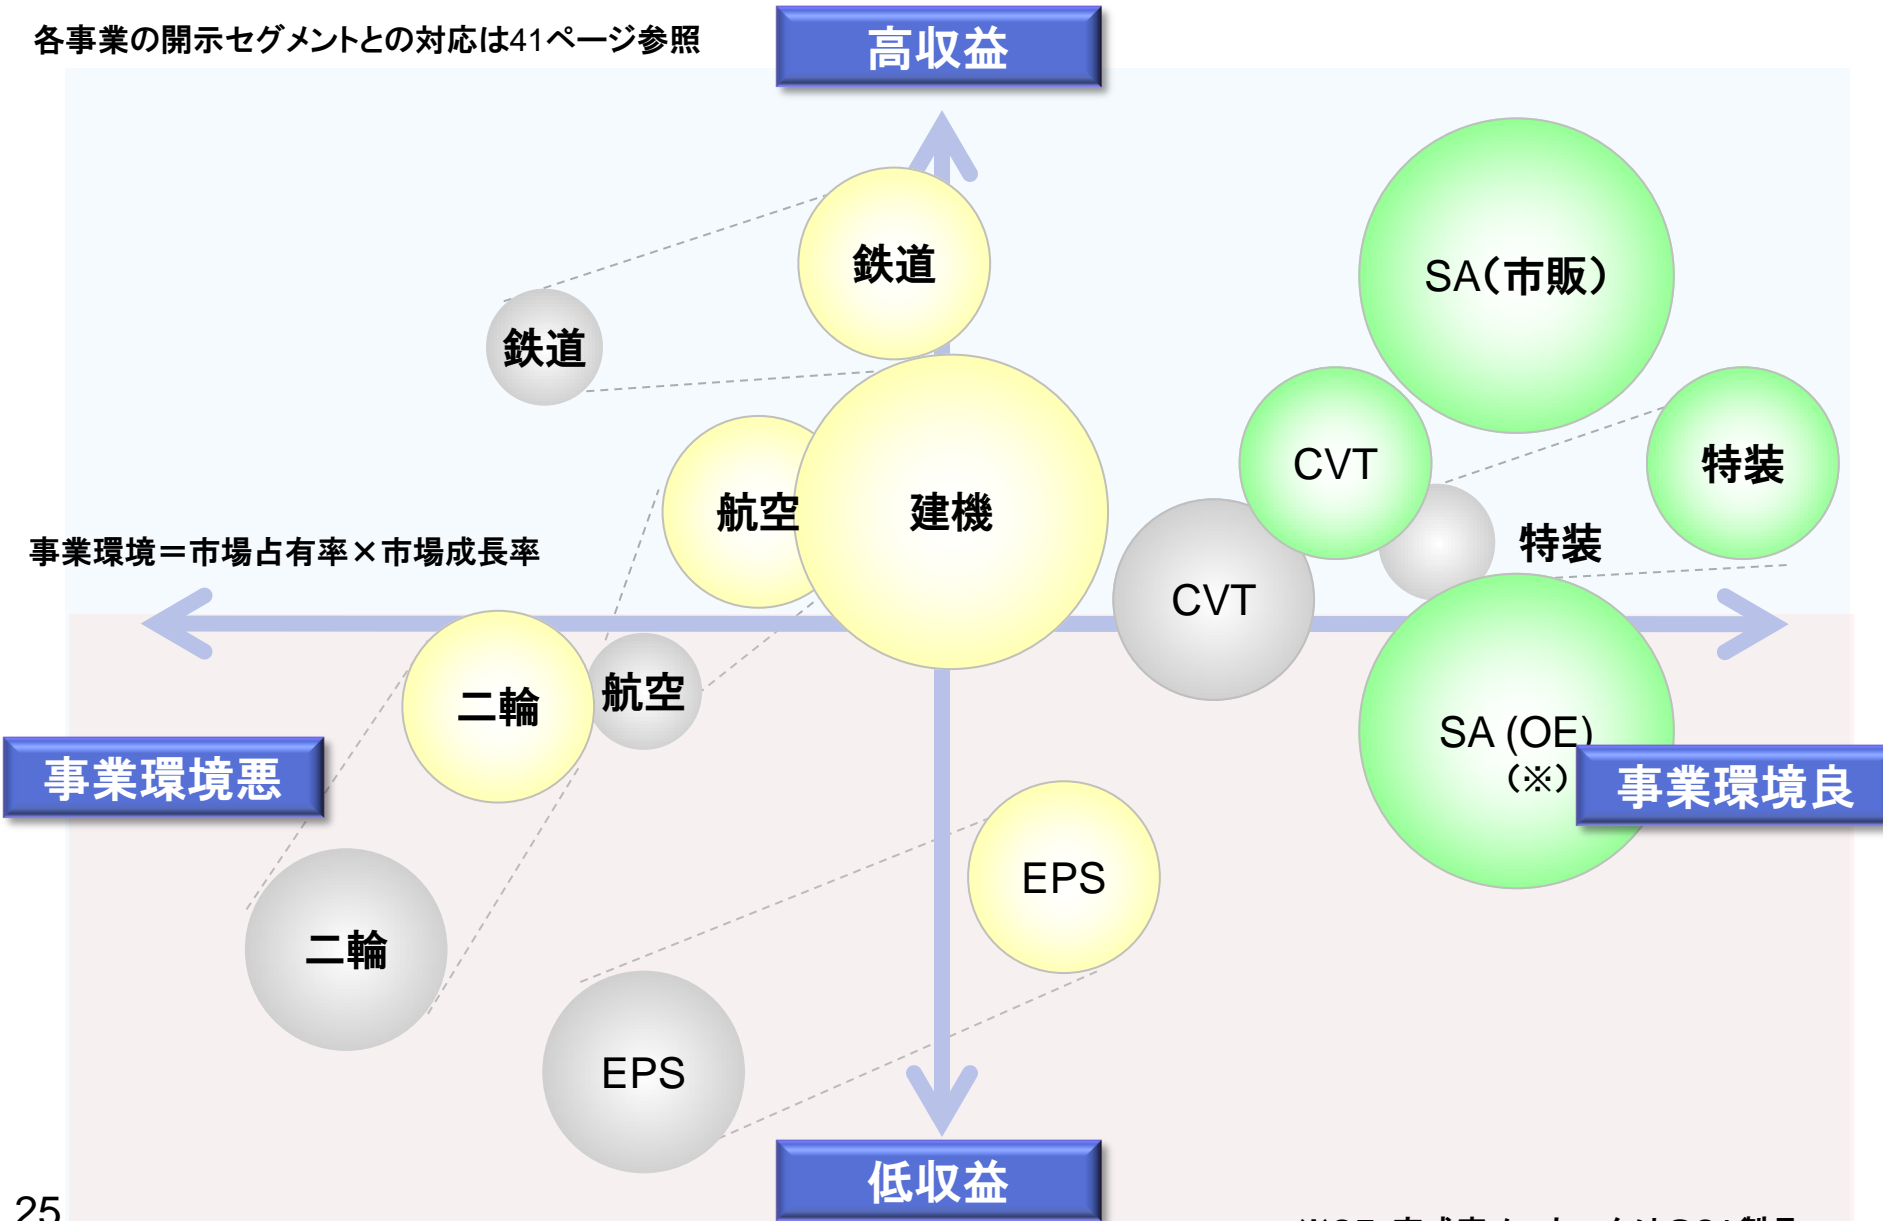 各事業の開示セグメントとの対応は41ページ参照
高収益
鉄道
SA（市販）
鉄道
CVT
特装
航空
建機
特装
事業環境＝市場占有率×市場成長率
CVT
二輪
航空
SA (OE)
（※）
事業環境悪
事業環境良
EPS
二輪
EPS
低収益
25